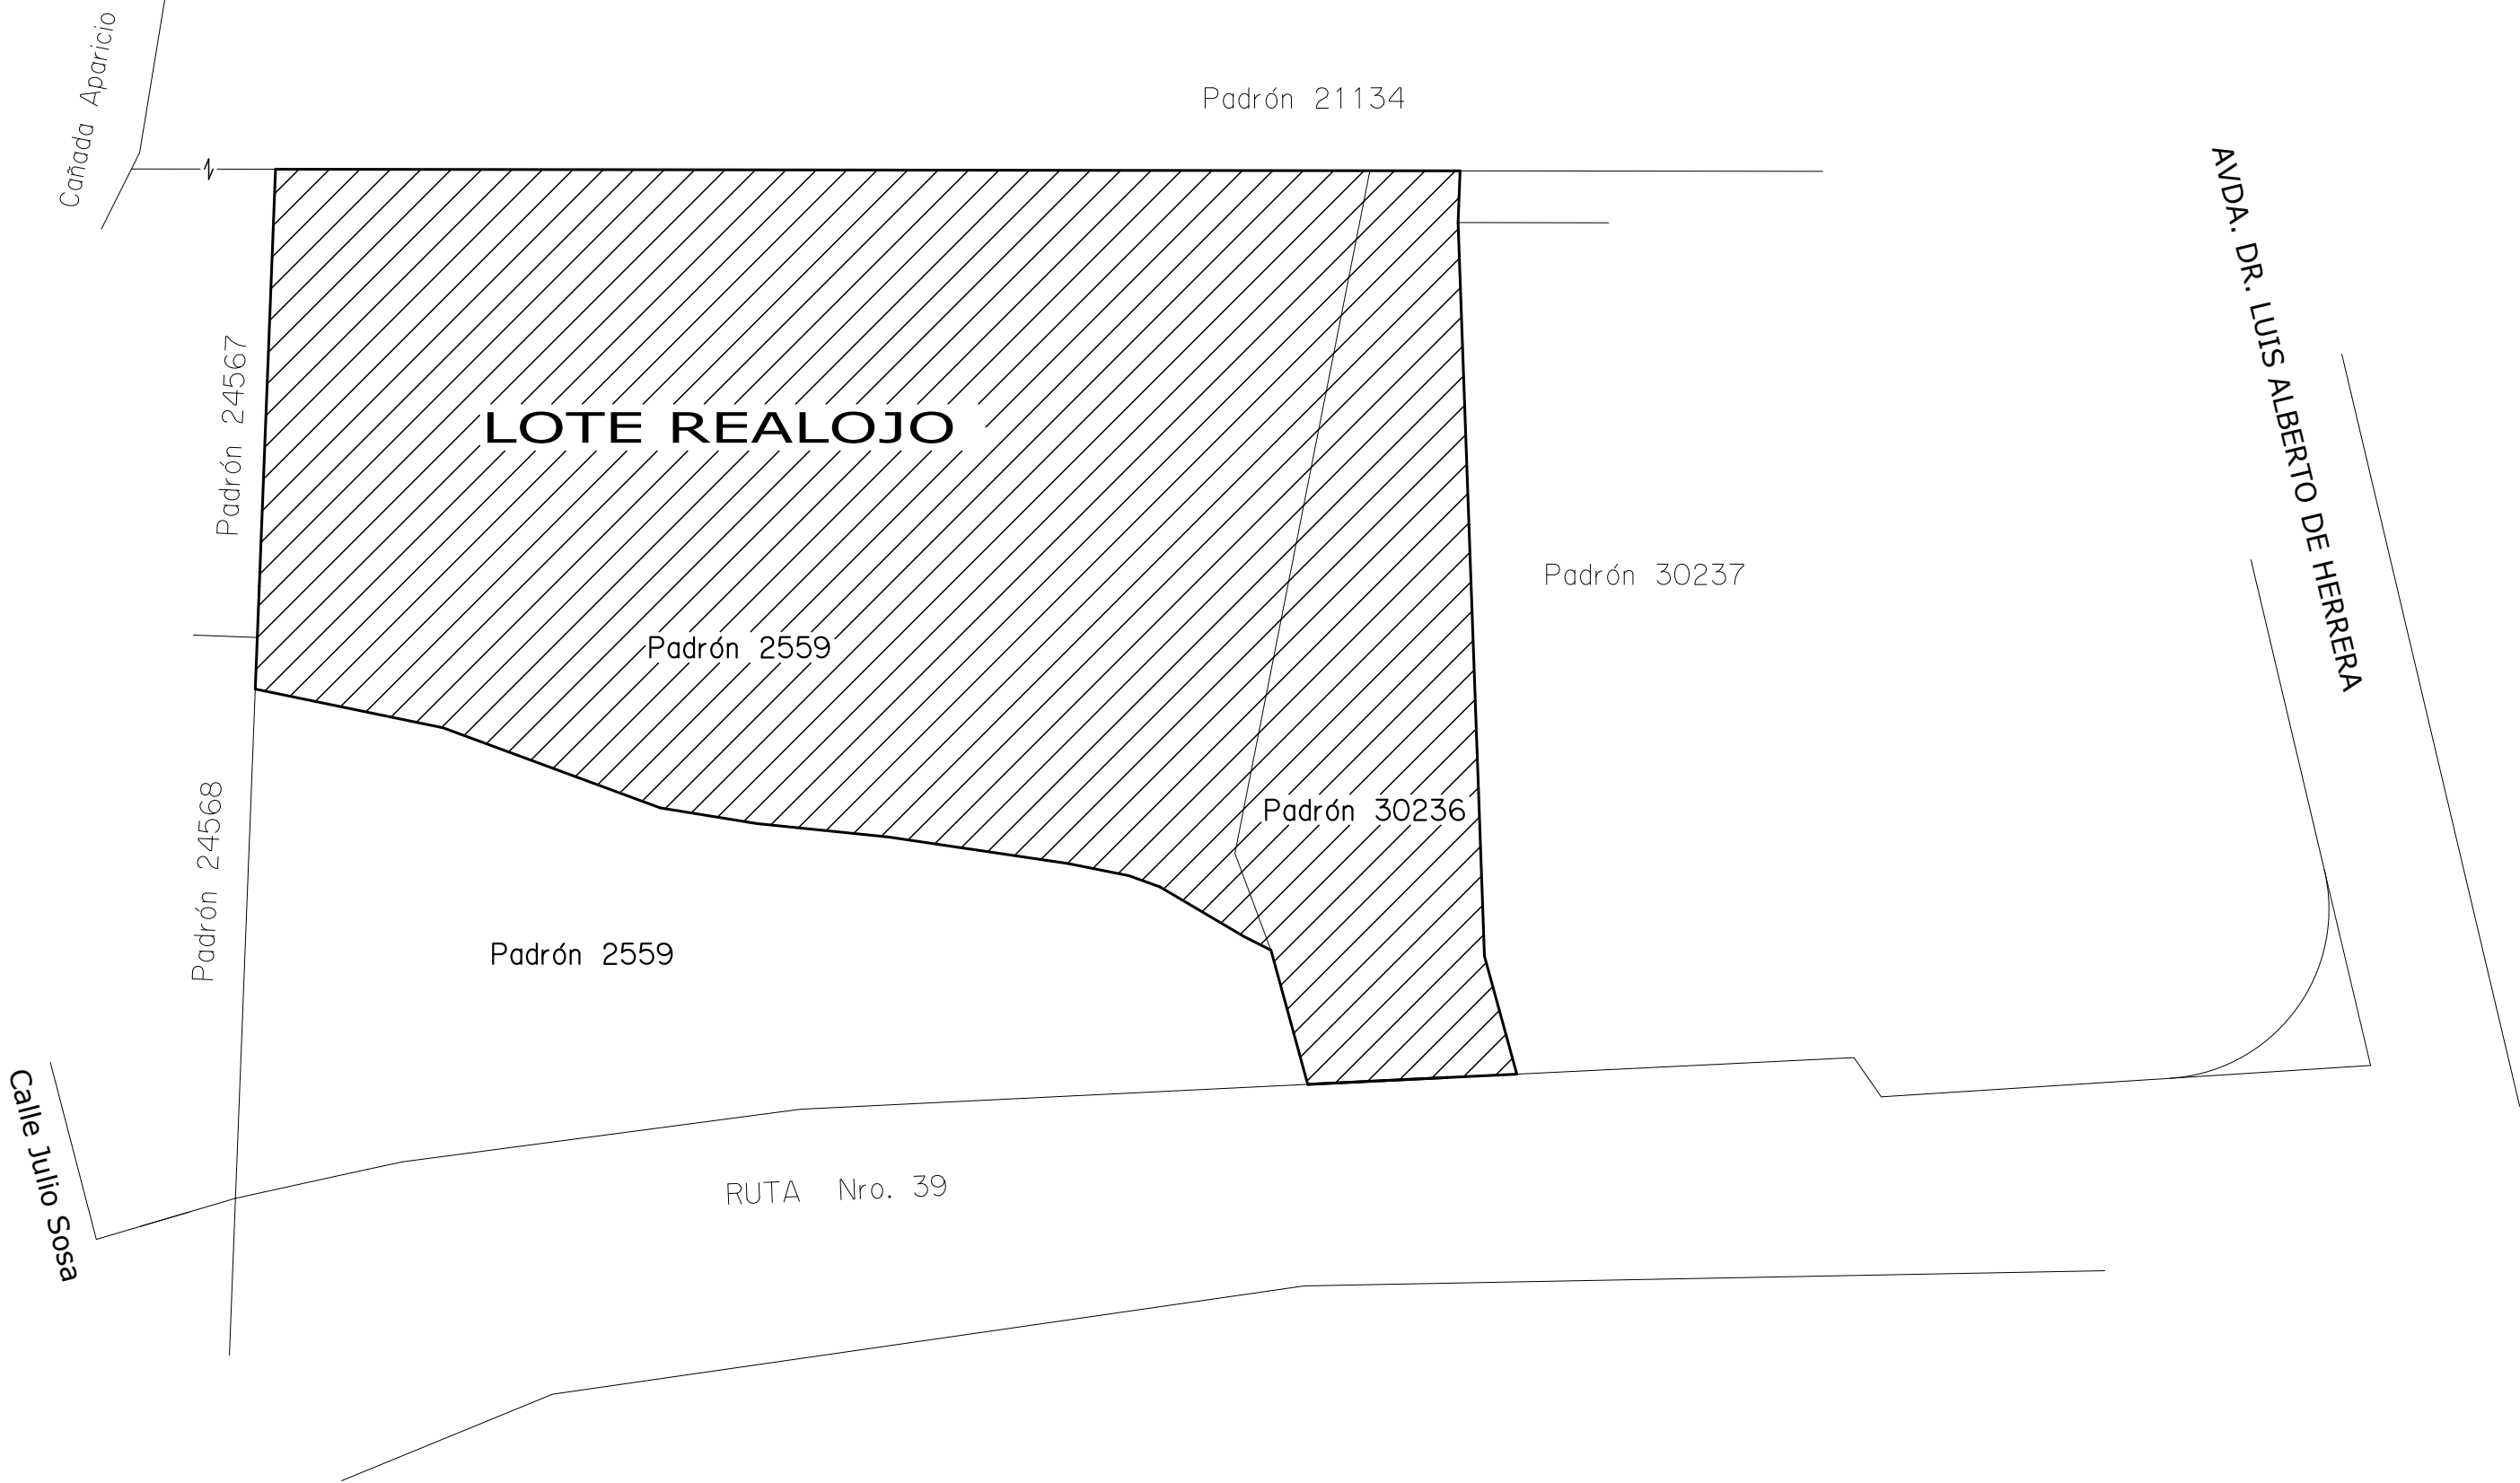 Cañada Aparicio
Padrón 21134
AVDA. DR. LUIS ALBERTO DE HERRERA
Padrón 24567
LOTE REALOJO
Padrón 30237
Padrón 2559
Padrón 30236
Padrón 24568
Padrón 2559
Calle Julio Sosa
RUTA Nro. 39